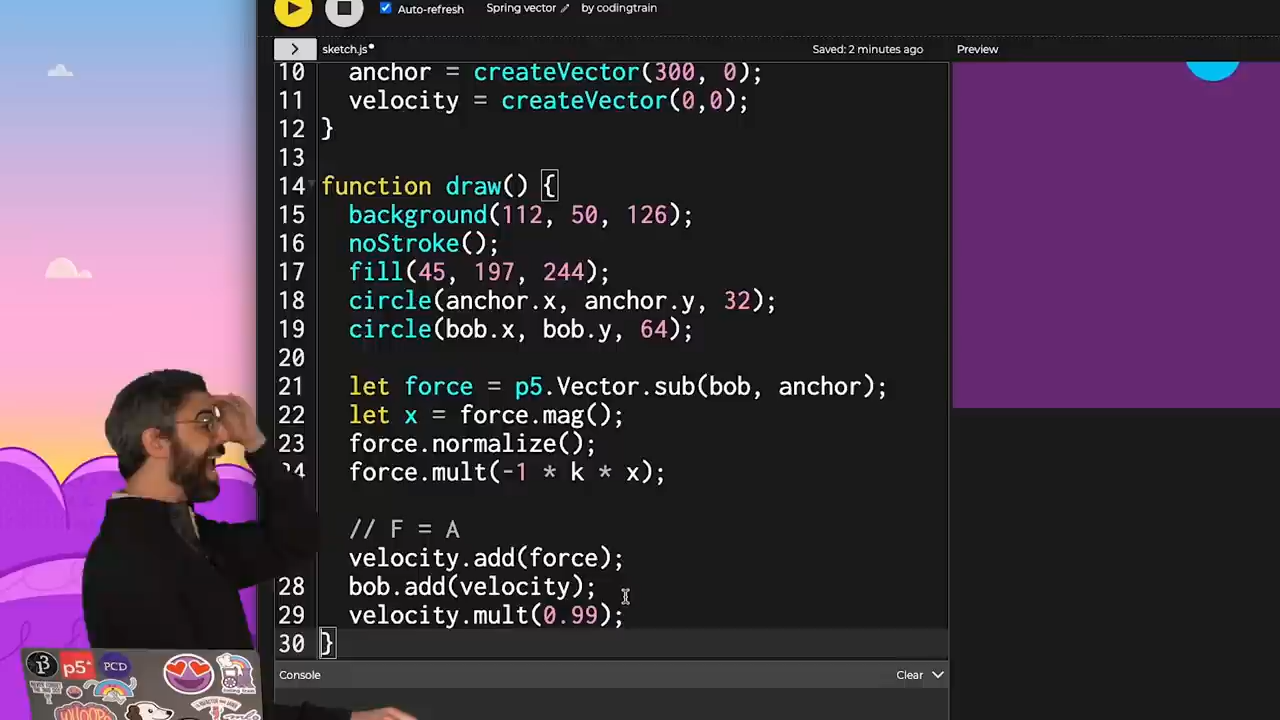 Auto-refresh
Spring vector
by codingtrain
sketch.js•
Saved: 2 minutes ago
Preview
10 anchor = createVector(300, 0);
11 velocity = createVector(0,0);
12 }
13
14 function draw() {
15 background(112, 50, 126);
16 noStroke();
17 fill(45, 197, 244);
18 circle(anchor.x, anchor.y, 32);
19 circle(bob.x, bob.y, 64);
20
21 let force = p5.Vector.sub(bob, anchor);
22 let x = force.mag();
23 force.normalize();
24 force.mult(-1 * k * x);
// F = A
velocity.add(force);
28 bob.add(velocity);
29 velocity.mult(0.99);
30 }
Console
Clear
p5*
PCD
WHOOPS